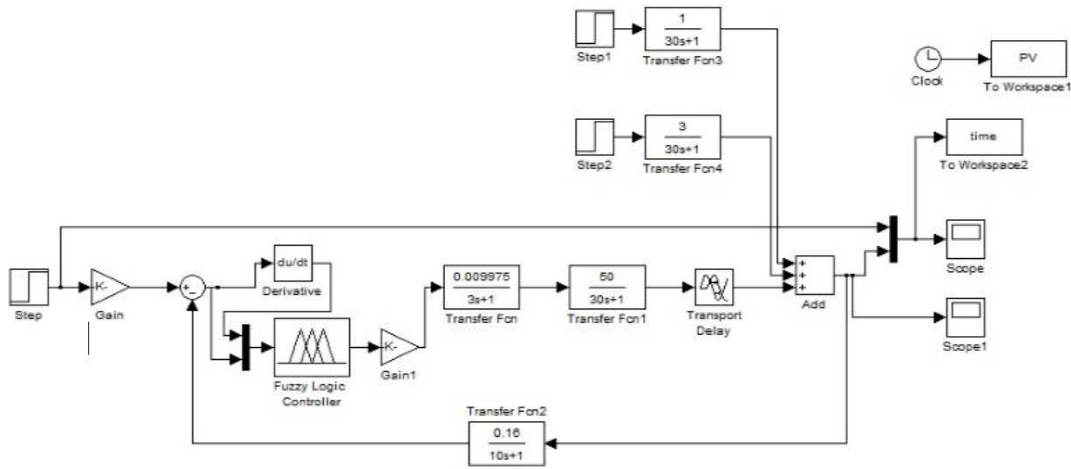 1
30s+1
Step1
Transfer Fcn3
Clock
PV
To Workspace1
3
30s+1
Step2
Transfer Fcn4
time
To Workspace2
+
+
+
Add
Scope
Scope1
Step
K-
Gain
+
-
du/dt
Derivative
Fuzzy Logic
Controller
K-
Gain1
0.009975
3s+1
Transfer Fcn
50
30s+1
Transfer Fcn1
Transport
Delay
Transfer Fcn2
0.16
10s+1